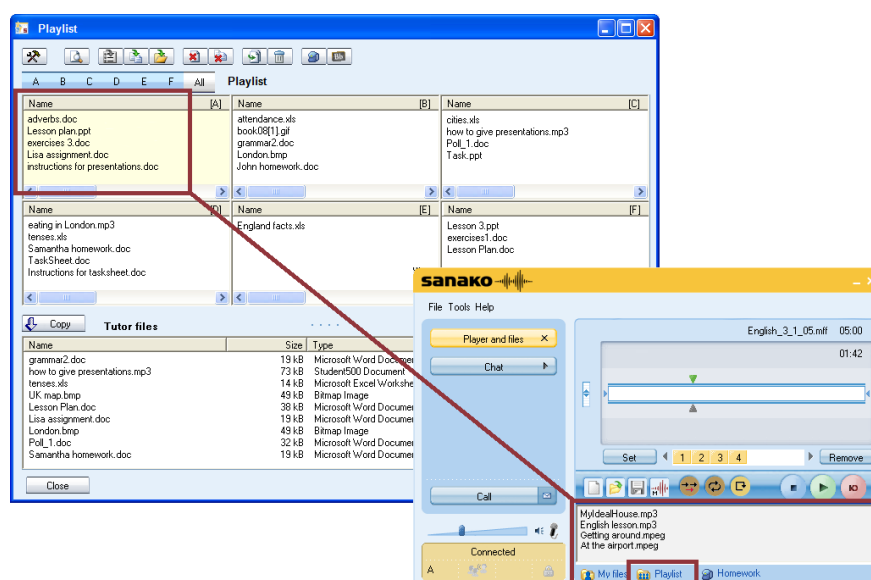 Playlist
A B C D E F All Playlist
Name [A]
adverbs.doc
Lesson plan.ppt
exercises 3.doc
Lisa assignment.doc
instructions for presentations.doc
Name [B]
attendance.xls
book08[1].gif
grammar2.doc
London.bmp
John homework.doc
Name [C]
cities.xls
how to give presentations.mp3
Poll_1.doc
Task.ppt
Name [D]
eating in London.mp3
tenses.xls
Samantha homework.doc
TaskSheet.doc
Instructions for tasksheet.doc
Name [E]
England facts.xls
Name [F]
Lesson 3.ppt
exercises1.doc
Lesson Plan.doc
Copy Tutor files
Name Size Type
grammar2.doc 19 kB Microsoft Word Docume
how to give presentations.mp3 73 kB Student500 Document
tenses.xls 14 kB Microsoft Excel Workshe
UK map.bmp 49 kB Bitmap Image
Lesson Plan.doc 38 kB Microsoft Word Docume
Lisa assignment.doc 19 kB Microsoft Word Docume
London.bmp 49 kB Bitmap Image
Poll_1.doc 32 kB Microsoft Word Docume
Samantha homework.doc 19 kB Microsoft Word Docume
Close
sanako
File Tools Help
Player and files
Chat
Call
Connected
A
English_3_1_05.mff 05:00
01:42
Set 1 2 3 4 Remove
MyIdealHouse.mp3
English lesson.mp3
Getting around.mpeg
At the airport.mpeg
My files Playlist Homework